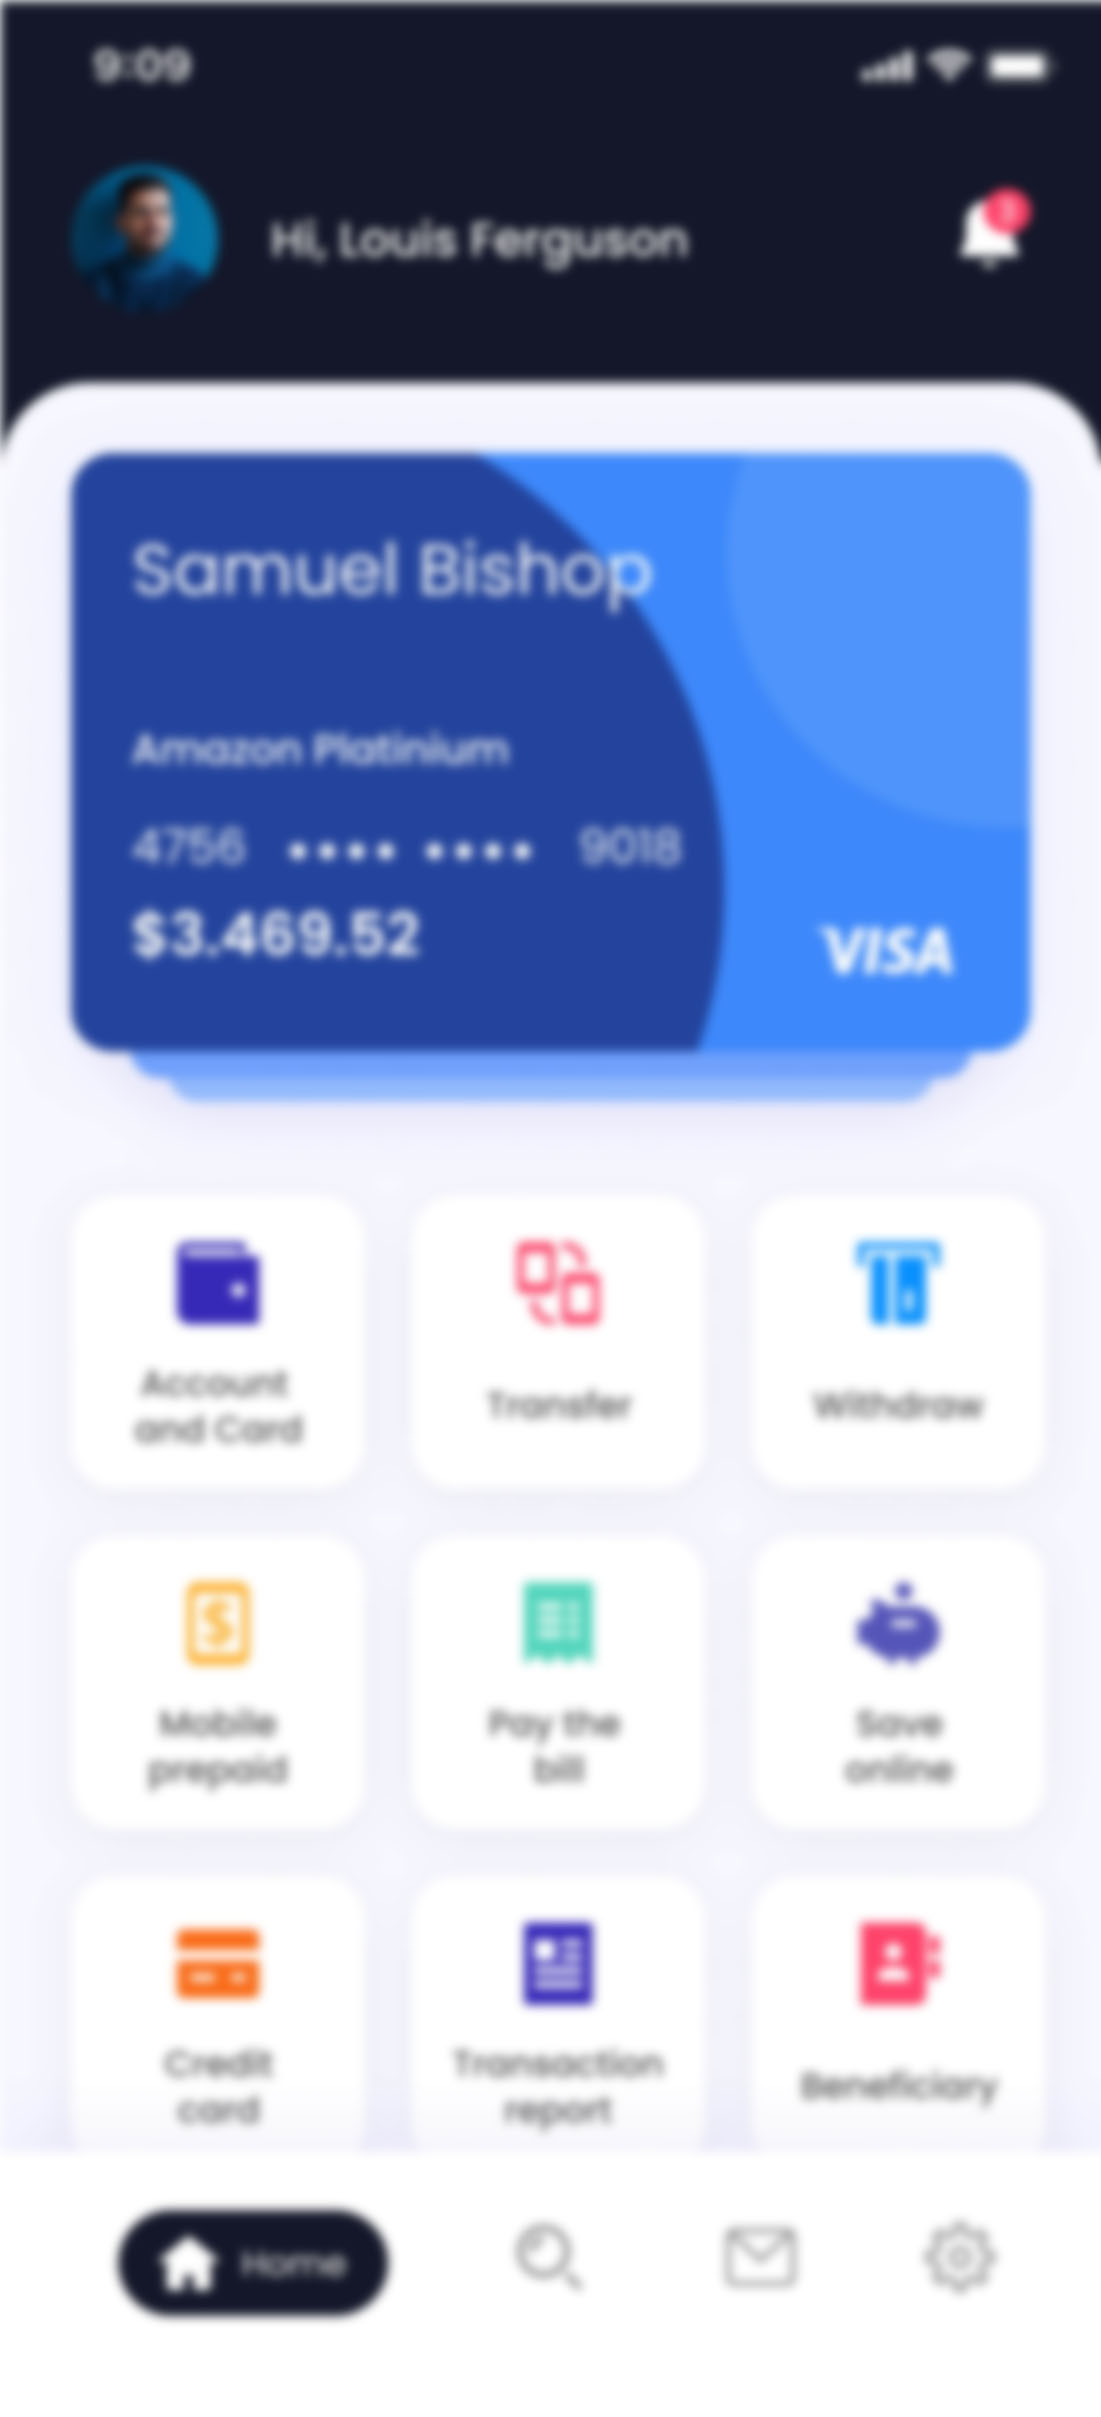 9:09
Hi, Louis Ferguson
Samuel Bishop
Amazon Platinium
4756 •••• •••• 9018
$3.469.52
VISA
Account
and Card
Transfer
Withdraw
Mobile
prepaid
Pay the
bill
Save
online
Credit
card
Transaction
report
Beneficiary
Home